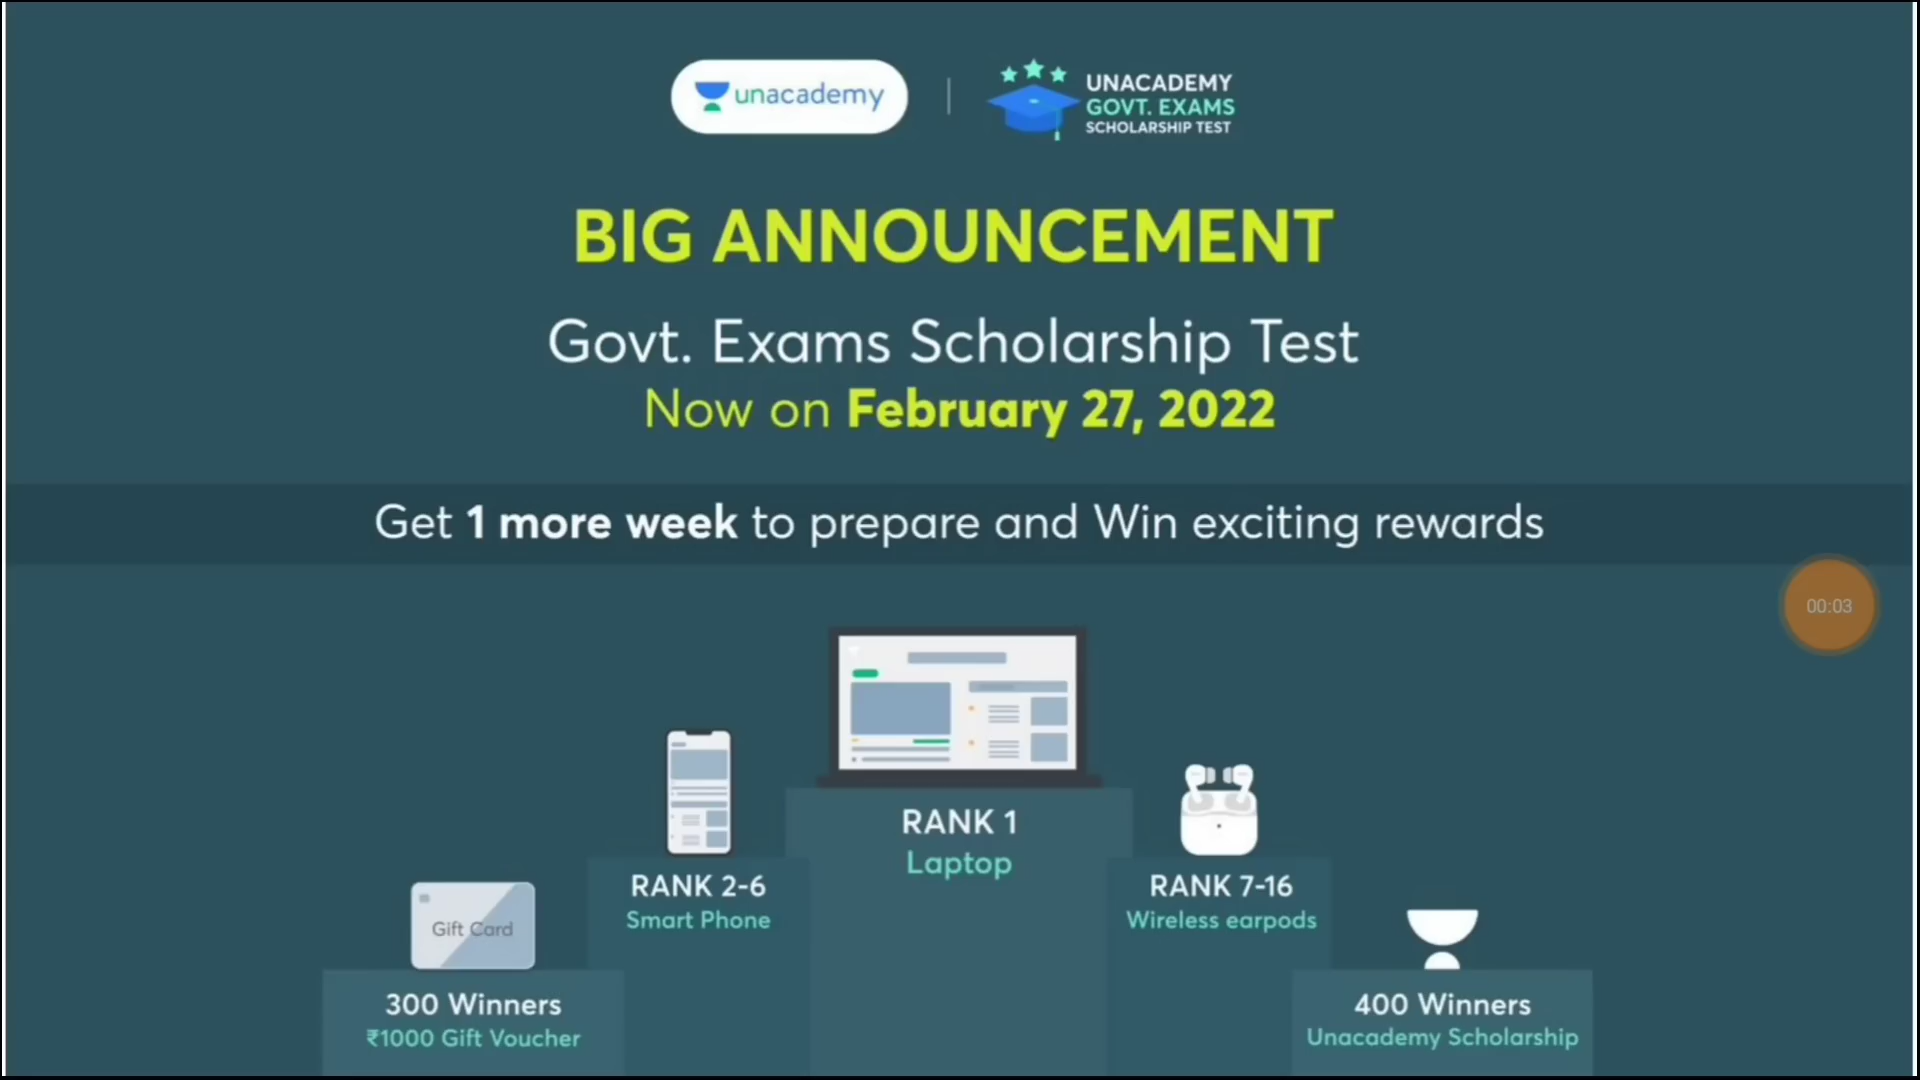 unacademy
UNACADEMY
GOVT. EXAMS
SCHOLARSHIP TEST
BIG ANNOUNCEMENT
Govt. Exams Scholarship Test
Now on February 27, 2022
Get 1 more week to prepare and Win exciting rewards
00:03
RANK 1
Laptop
RANK 2-6
Smart Phone
RANK 7-16
Wireless earpods
Gift Card
300 Winners
₹1000 Gift Voucher
400 Winners
Unacademy Scholarship